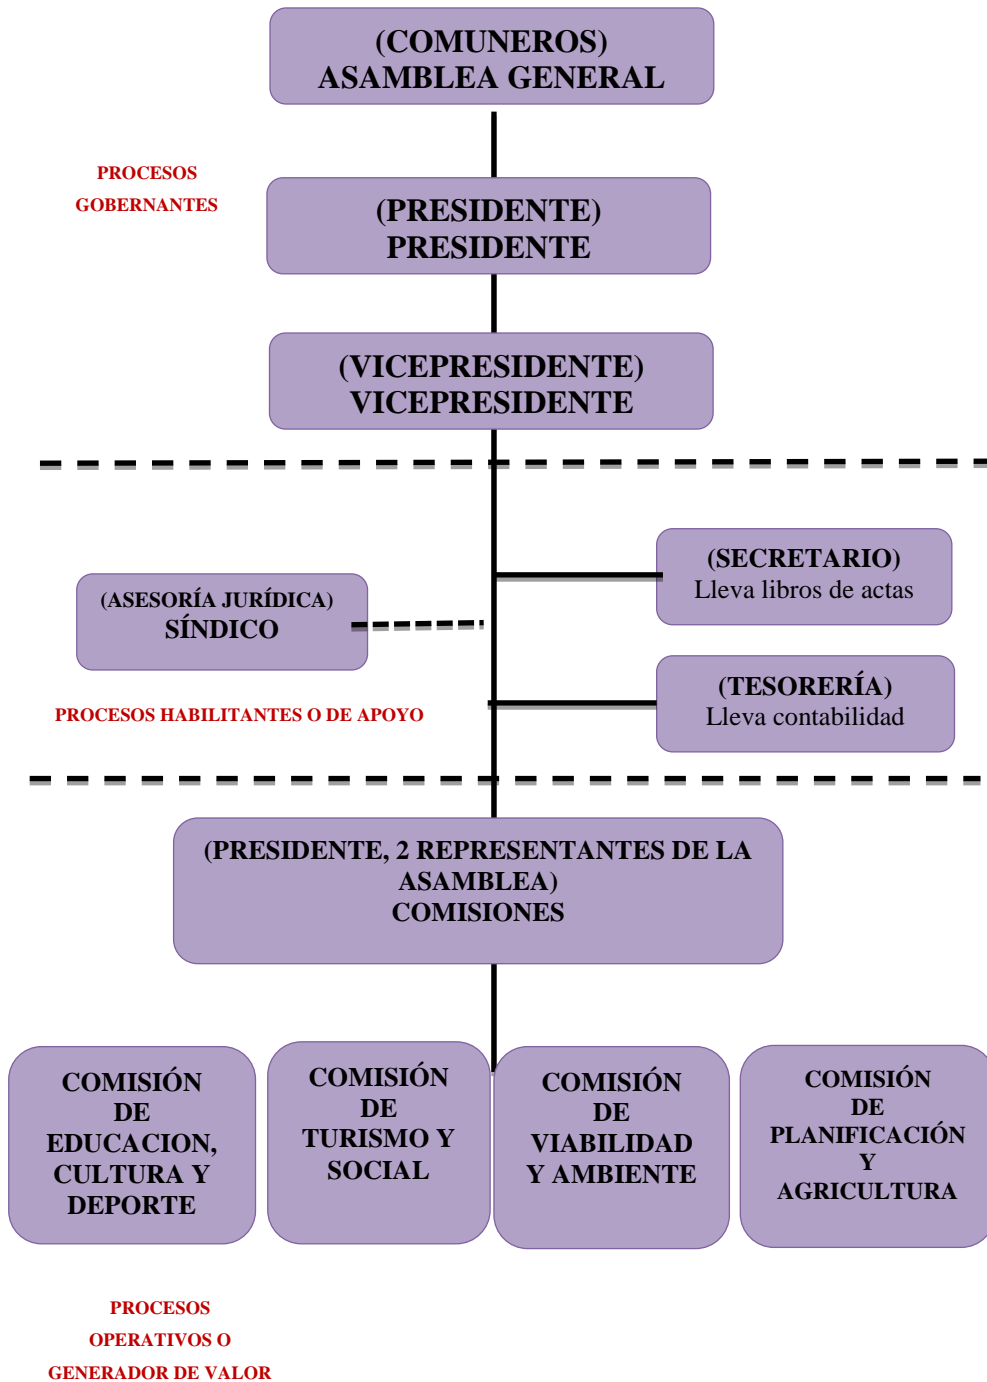 (COMUNEROS)
ASAMBLEA GENERAL
PROCESOS
GOBERNANTES
(PRESIDENTE)
PRESIDENTE
(VICEPRESIDENTE)
VICEPRESIDENTE
(SECRETARIO)
Lleva libros de actas
(ASESORÍA JURÍDICA)
SÍNDICO
(TESORERÍA)
Lleva contabilidad
PROCESOS HABILITANTES O DE APOYO
(PRESIDENTE, 2 REPRESENTANTES DE LA
ASAMBLEA)
COMISIONES
COMISIÓN
DE
EDUCACION,
CULTURA Y
DEPORTE
COMISIÓN
DE
TURISMO Y
SOCIAL
COMISIÓN
DE
VIABILIDAD
Y AMBIENTE
COMISIÓN
DE
PLANIFICACIÓN
Y
AGRICULTURA
PROCESOS
OPERATIVOS O
GENERADOR DE VALOR